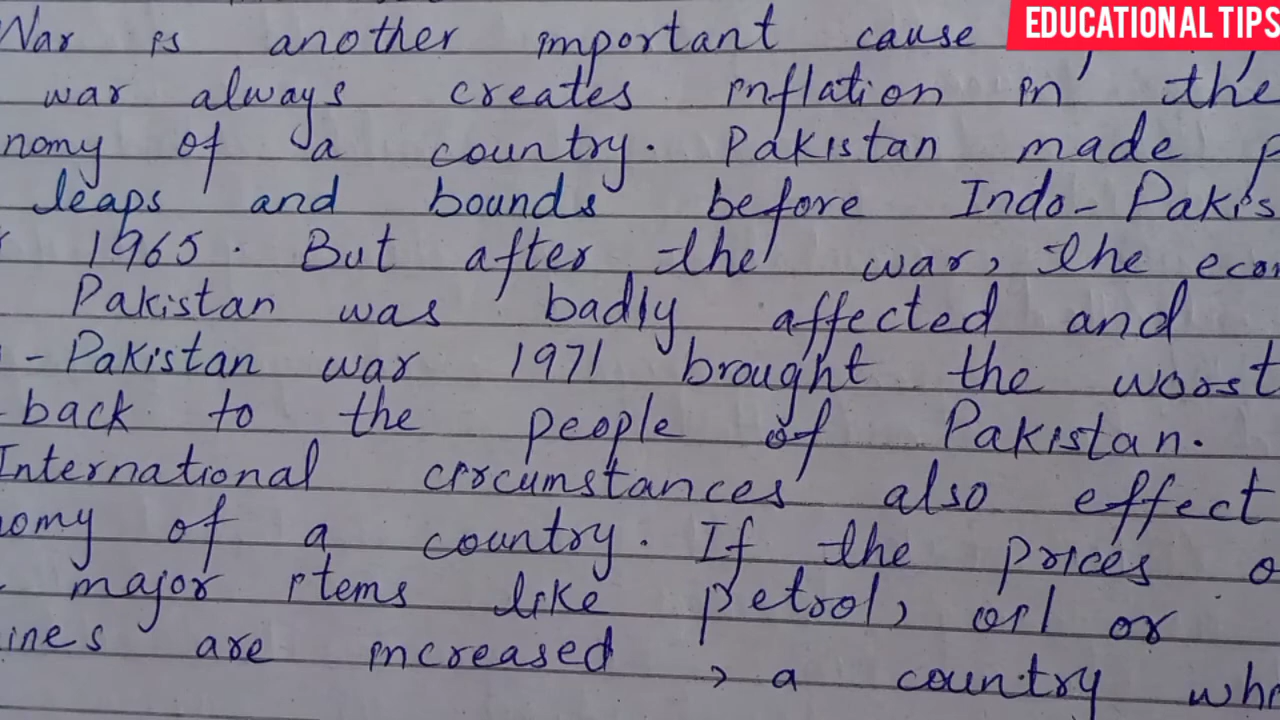 EDUCATIONAL TIPS
War is another important cause
war always creates inflation in the
nomy of a country. Pakistan made p
leaps and bounds before Indo-Pakis
1965. But after the war, the econ
Pakistan was badly affected and
- Pakistan war 1971 brought the worst
-back to the people of Pakistan.
International circumstances also effect
nomy of a country. If the prices o
major items like petrol, oil or
ines are increased, a country who